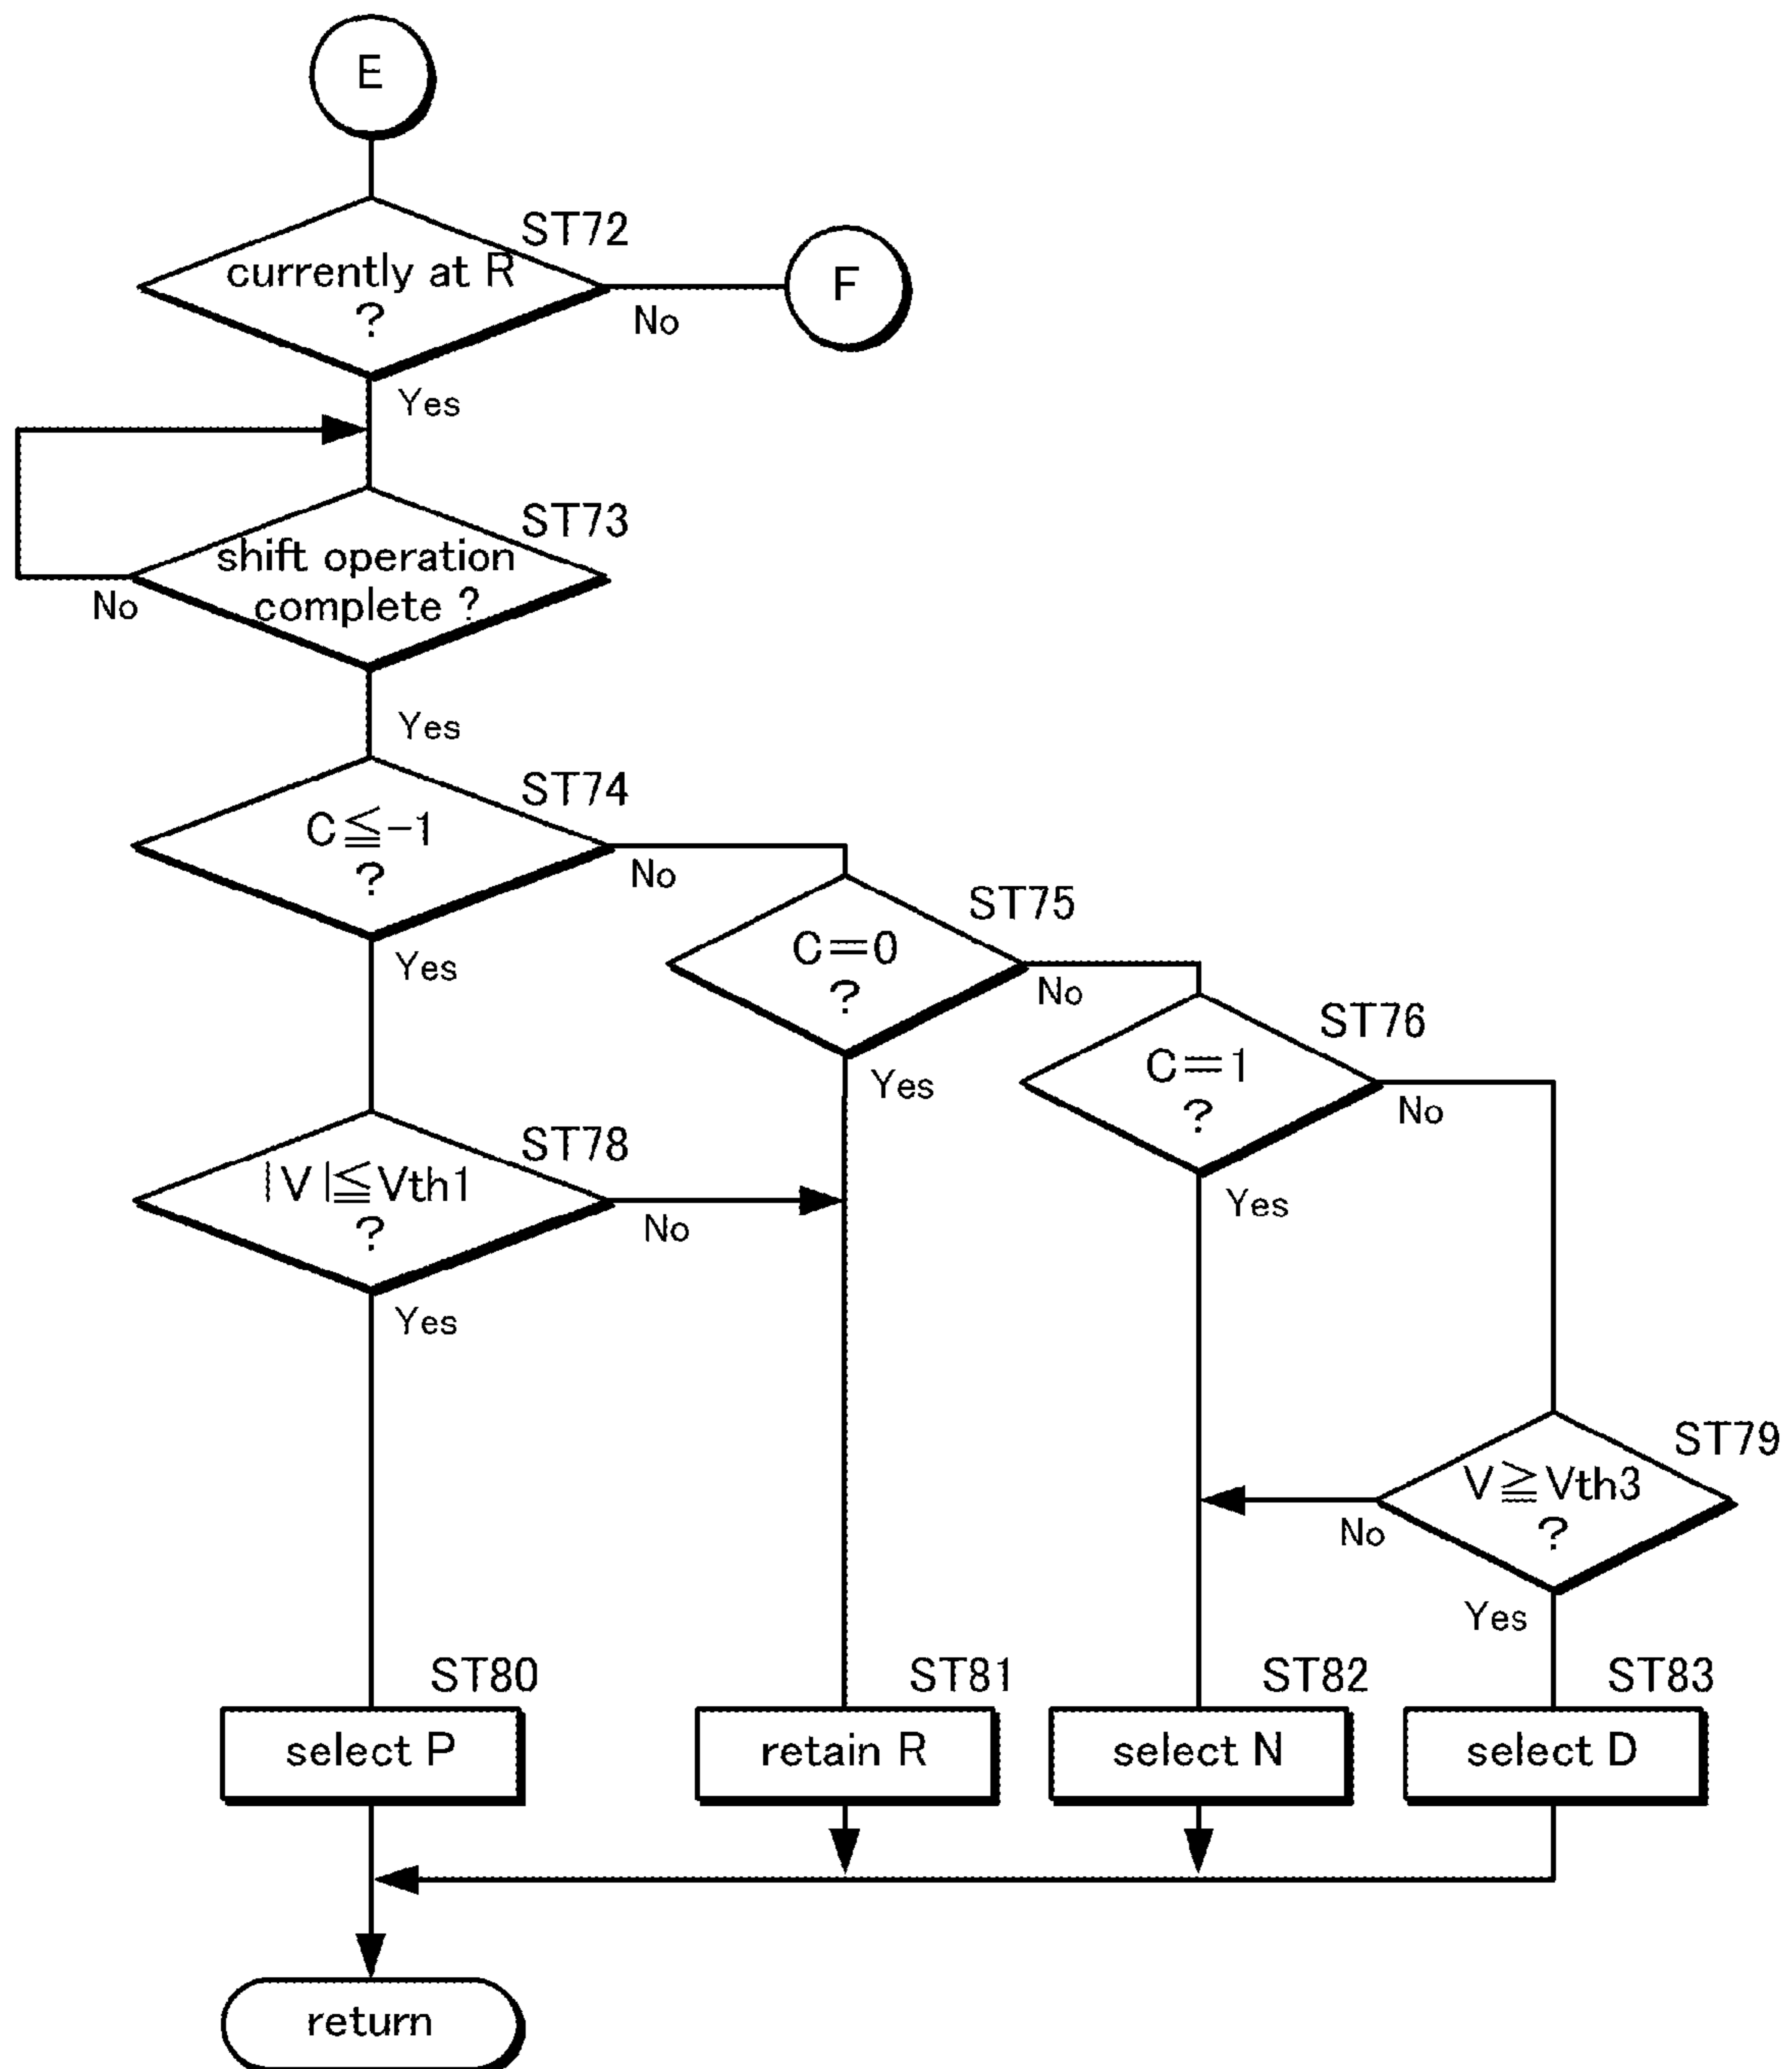 E
ST72
currently at R
?
No
F
Yes
ST73
shift operation
complete ?
No
Yes
ST74
C≦-1
?
No
Yes
ST75
C=0
?
No
Yes
ST76
C=1
?
No
Yes
ST78
|V|≦Vth1
?
No
Yes
ST79
V≧Vth3
?
No
Yes
ST80
select P
ST81
retain R
ST82
select N
ST83
select D
return